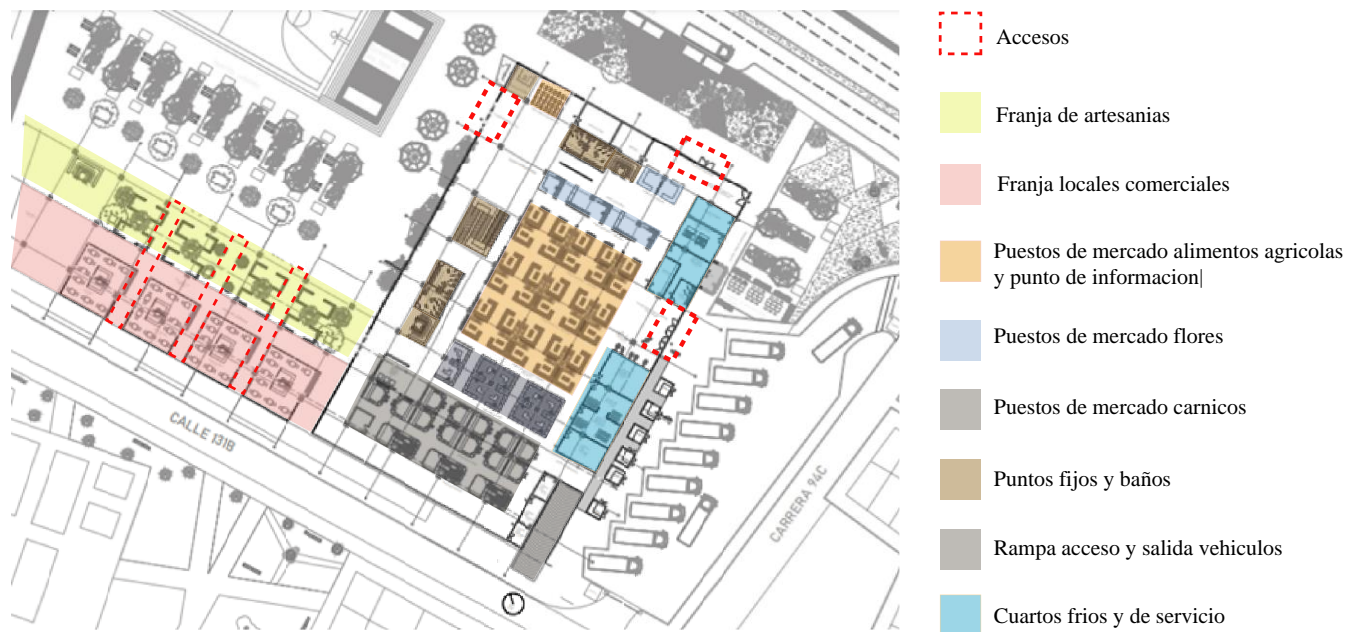 Accesos
Franja de artesanias
Franja locales comerciales
Puestos de mercado alimentos agricolas
y punto de informacion|
Puestos de mercado flores
Puestos de mercado carnicos
Puntos fijos y baños
Rampa acceso y salida vehiculos
Cuartos frios y de servicio
CALLE 131B
CARRERA 94C